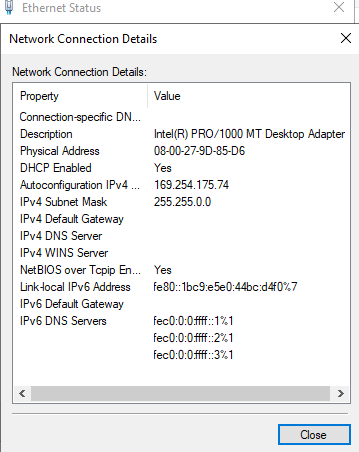 Ethernet Status
Network Connection Details
Network Connection Details:
Property Value
Connection-specific DN...
Description Intel(R) PRO/1000 MT Desktop Adapter
Physical Address 08-00-27-9D-85-D6
DHCP Enabled Yes
Autoconfiguration IPv4 ... 169.254.175.74
IPv4 Subnet Mask 255.255.0.0
IPv4 Default Gateway
IPv4 DNS Server
IPv4 WINS Server
NetBIOS over Tcpip En... Yes
Link-local IPv6 Address fe80::1bc9:e5e0:44bc:d4f0%7
IPv6 Default Gateway
IPv6 DNS Servers fec0:0:0:ffff::1%1
fec0:0:0:ffff::2%1
fec0:0:0:ffff::3%1
Close